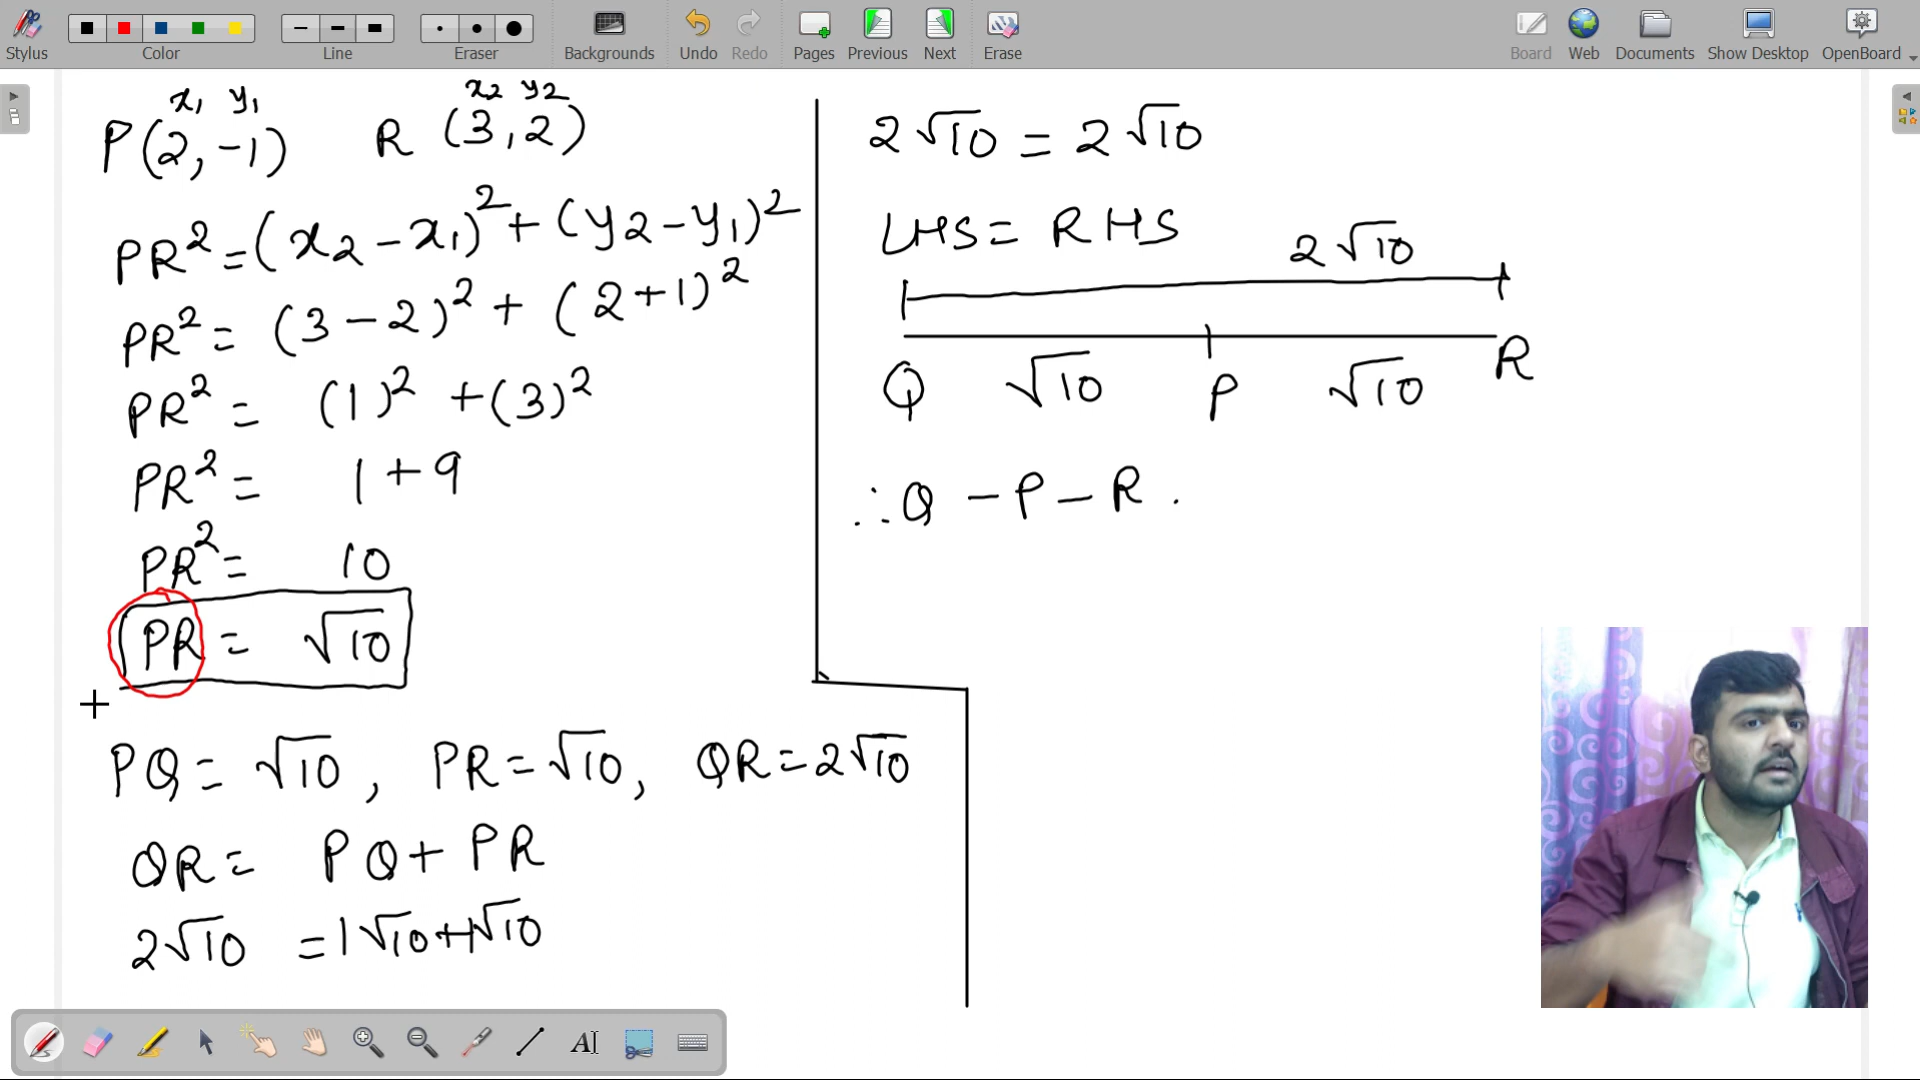 Stylus Color Line Eraser Backgrounds Undo Redo Pages Previous Next Erase Board Web Documents Show Desktop OpenBoard
x₁ y₁ x₂ y₂
P(2, -1) R (3,2)
PR² = (x₂ - x₁)² + (y₂ - y₁)²
PR² = (3 - 2)² + (2+1)²
PR² = (1)² + (3)²
PR² = 1 + 9
PR² = 10
PR = √10
PQ = √10, PR = √10, QR = 2√10
QR = PQ + PR
2√10 = 1√10 + 1√10
2√10 = 2√10
LHS = RHS
2√10
Q √10 P √10 R
∴ Q - P - R .